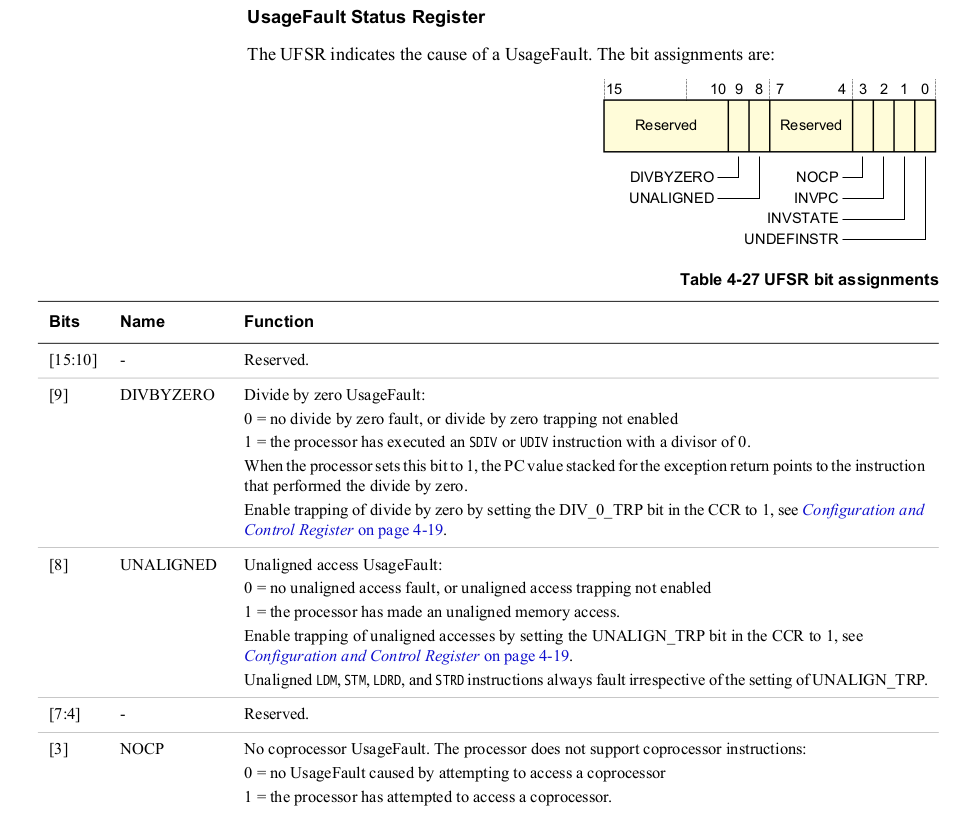 UsageFault Status Register
The UFSR indicates the cause of a UsageFault. The bit assignments are:
15 10 9 8 7 4 3 2 1 0
Reserved Reserved
DIVBYZERO NOCP
UNALIGNED INVPC
INVSTATE
UNDEFINSTR
Table 4-27 UFSR bit assignments
Bits Name Function
[15:10] - Reserved.
[9] DIVBYZERO Divide by zero UsageFault:
0 = no divide by zero fault, or divide by zero trapping not enabled
1 = the processor has executed an SDIV or UDIV instruction with a divisor of 0.
When the processor sets this bit to 1, the PC value stacked for the exception return points to the instruction
that performed the divide by zero.
Enable trapping of divide by zero by setting the DIV_0_TRP bit in the CCR to 1, see Configuration and
Control Register on page 4-19.
[8] UNALIGNED Unaligned access UsageFault:
0 = no unaligned access fault, or unaligned access trapping not enabled
1 = the processor has made an unaligned memory access.
Enable trapping of unaligned accesses by setting the UNALIGN_TRP bit in the CCR to 1, see
Configuration and Control Register on page 4-19.
Unaligned LDM, STM, LDRD, and STRD instructions always fault irrespective of the setting of UNALIGN_TRP.
[7:4] - Reserved.
[3] NOCP No coprocessor UsageFault. The processor does not support coprocessor instructions:
0 = no UsageFault caused by attempting to access a coprocessor
1 = the processor has attempted to access a coprocessor.